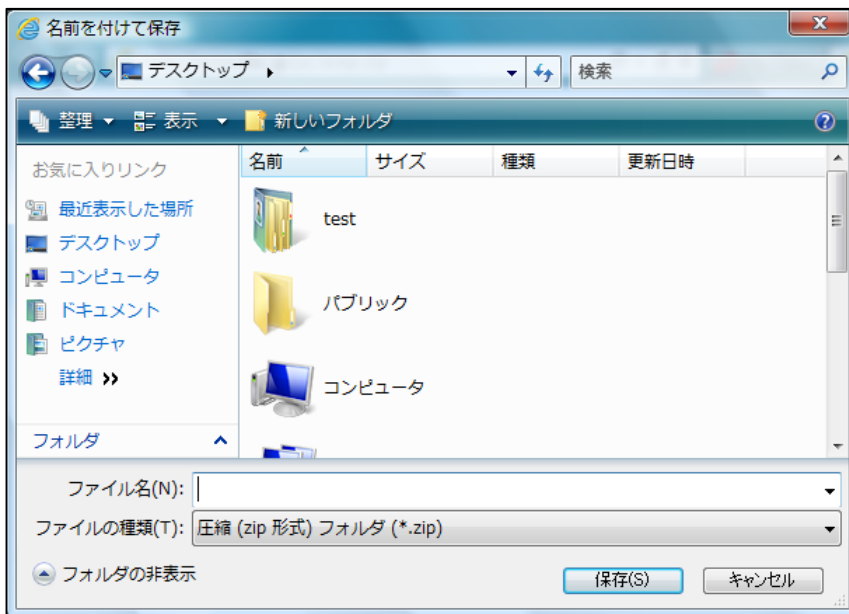 名前を付けて保存
デスクトップ
検索
整理 表示 新しいフォルダ
お気に入りリンク
最近表示した場所
デスクトップ
コンピュータ
ドキュメント
ピクチャ
詳細 >>
フォルダ
名前 サイズ 種類 更新日時
test
パブリック
コンピュータ
ファイル名(N):
ファイルの種類(T): 圧縮 (zip 形式) フォルダ (*.zip)
フォルダの非表示
保存(S) キャンセル